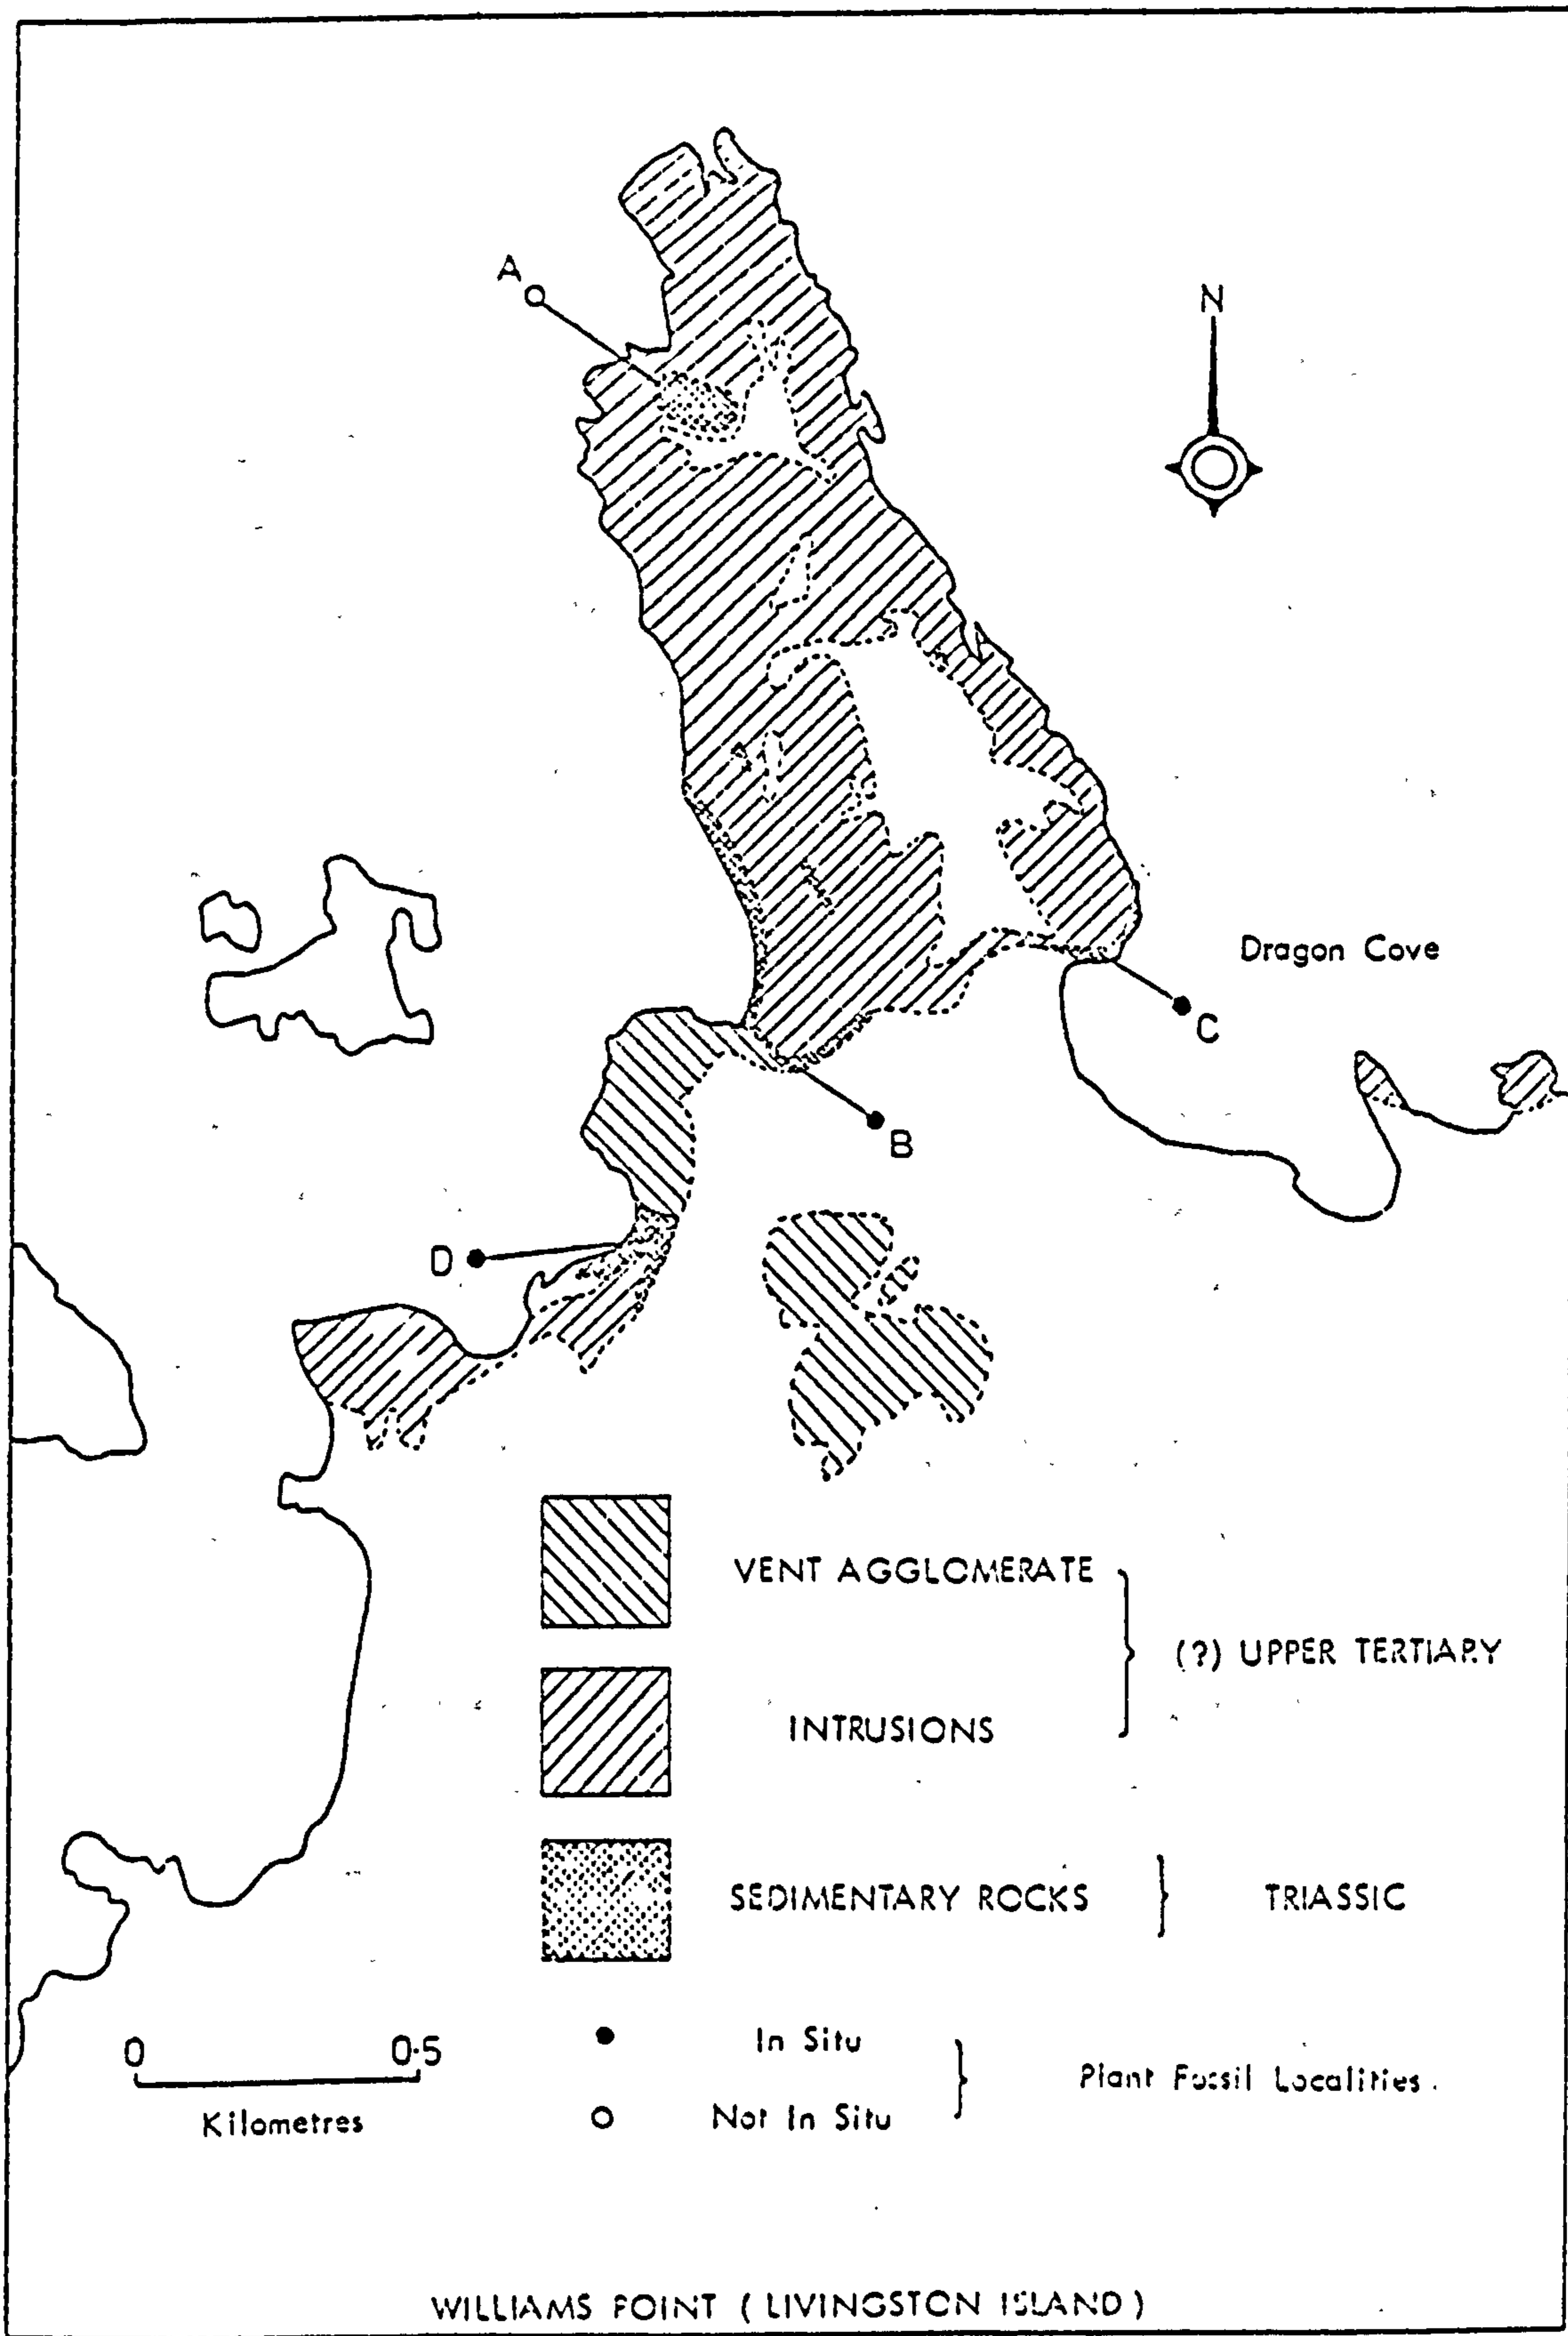 A
N
Dragon Cove
C
B
D
VENT AGGLOMERATE
(?) UPPER TERTIARY
INTRUSIONS
SEDIMENTARY ROCKS
TRIASSIC
0 0·5
Kilometres
In Situ
Not In Situ
Plant Fossil Localities.
WILLIAMS POINT (LIVINGSTON ISLAND)